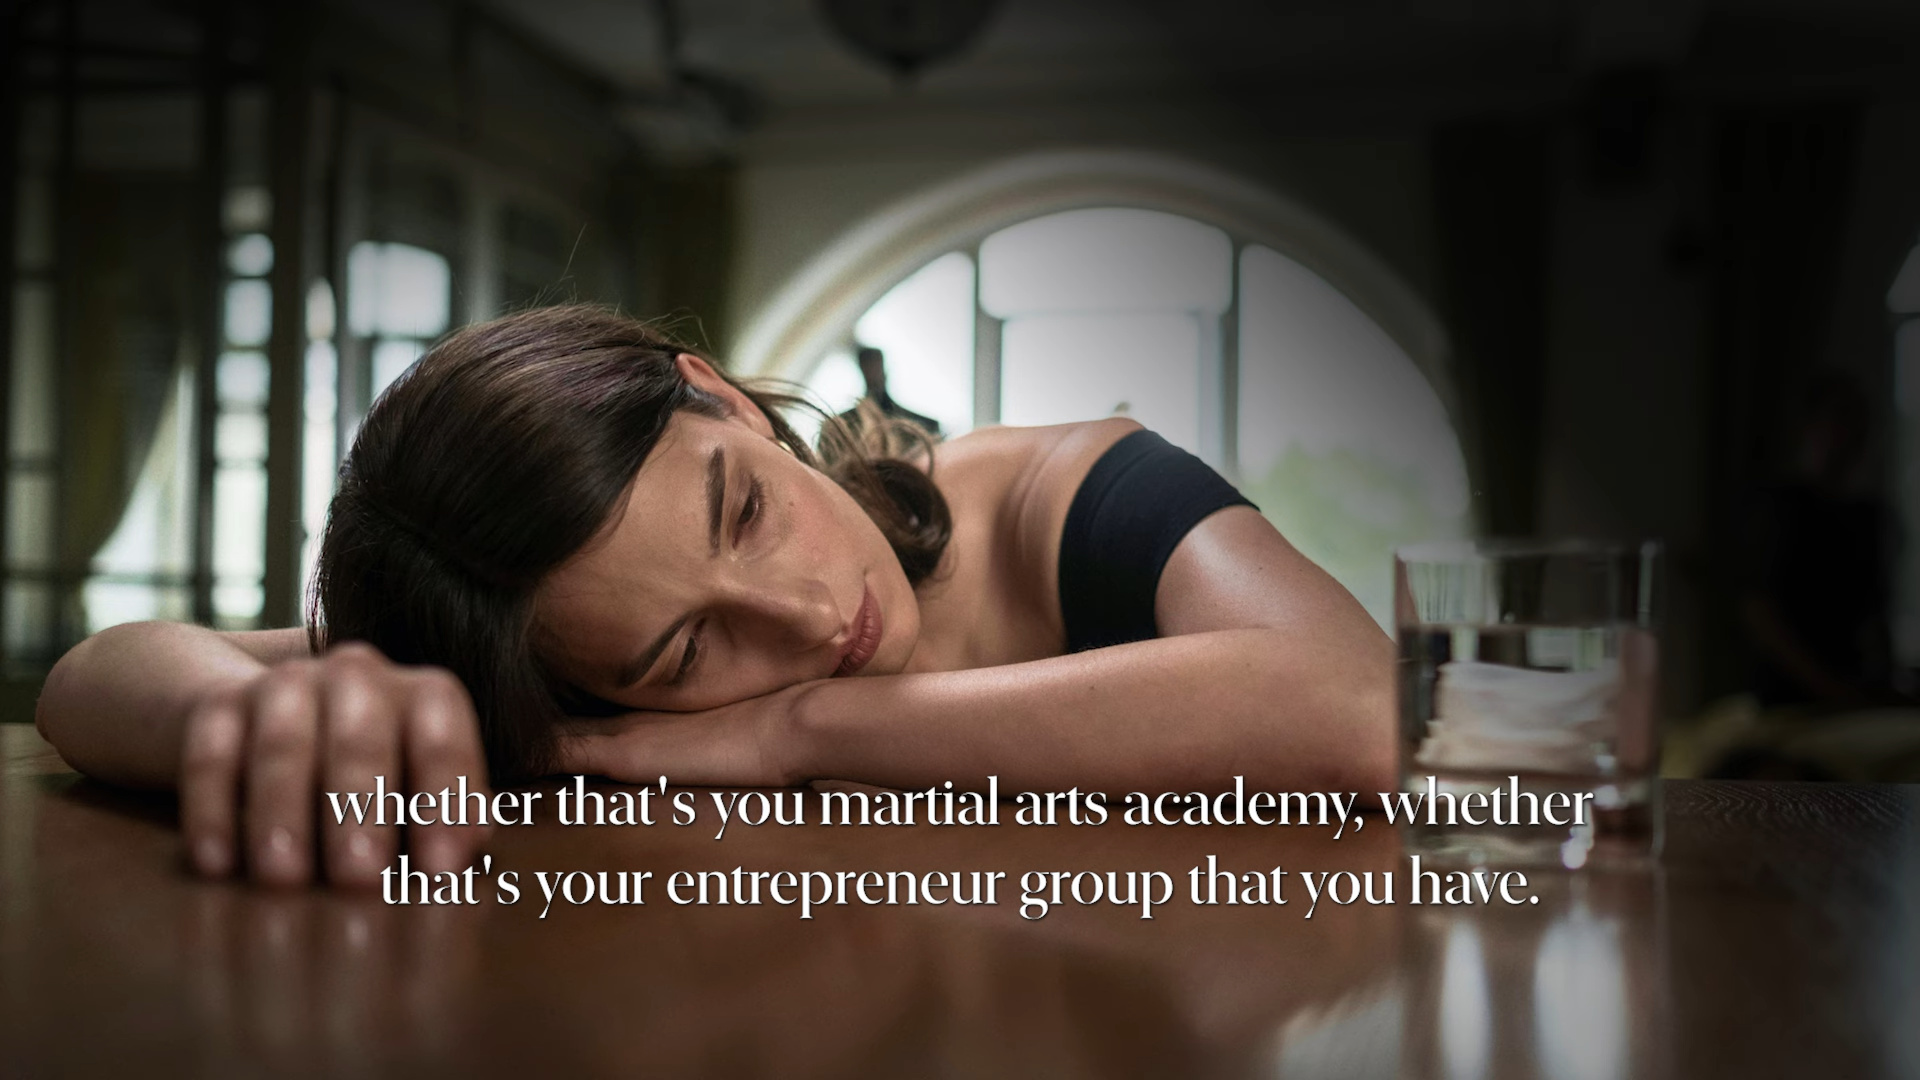 whether that's you martial arts academy, whether
that's your entrepreneur group that you have.